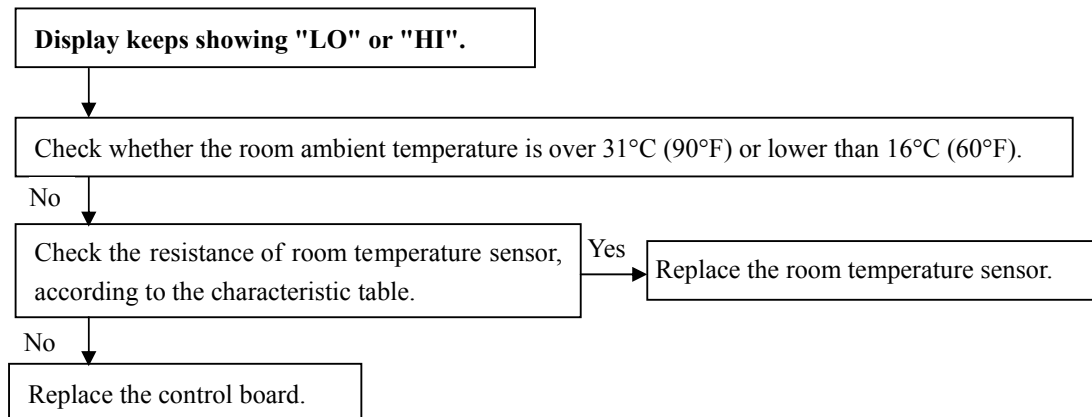 Display keeps showing "LO" or "HI".
Check whether the room ambient temperature is over 31°C (90°F) or lower than 16°C (60°F).
No
Check the resistance of room temperature sensor,
according to the characteristic table.
Yes
Replace the room temperature sensor.
No
Replace the control board.